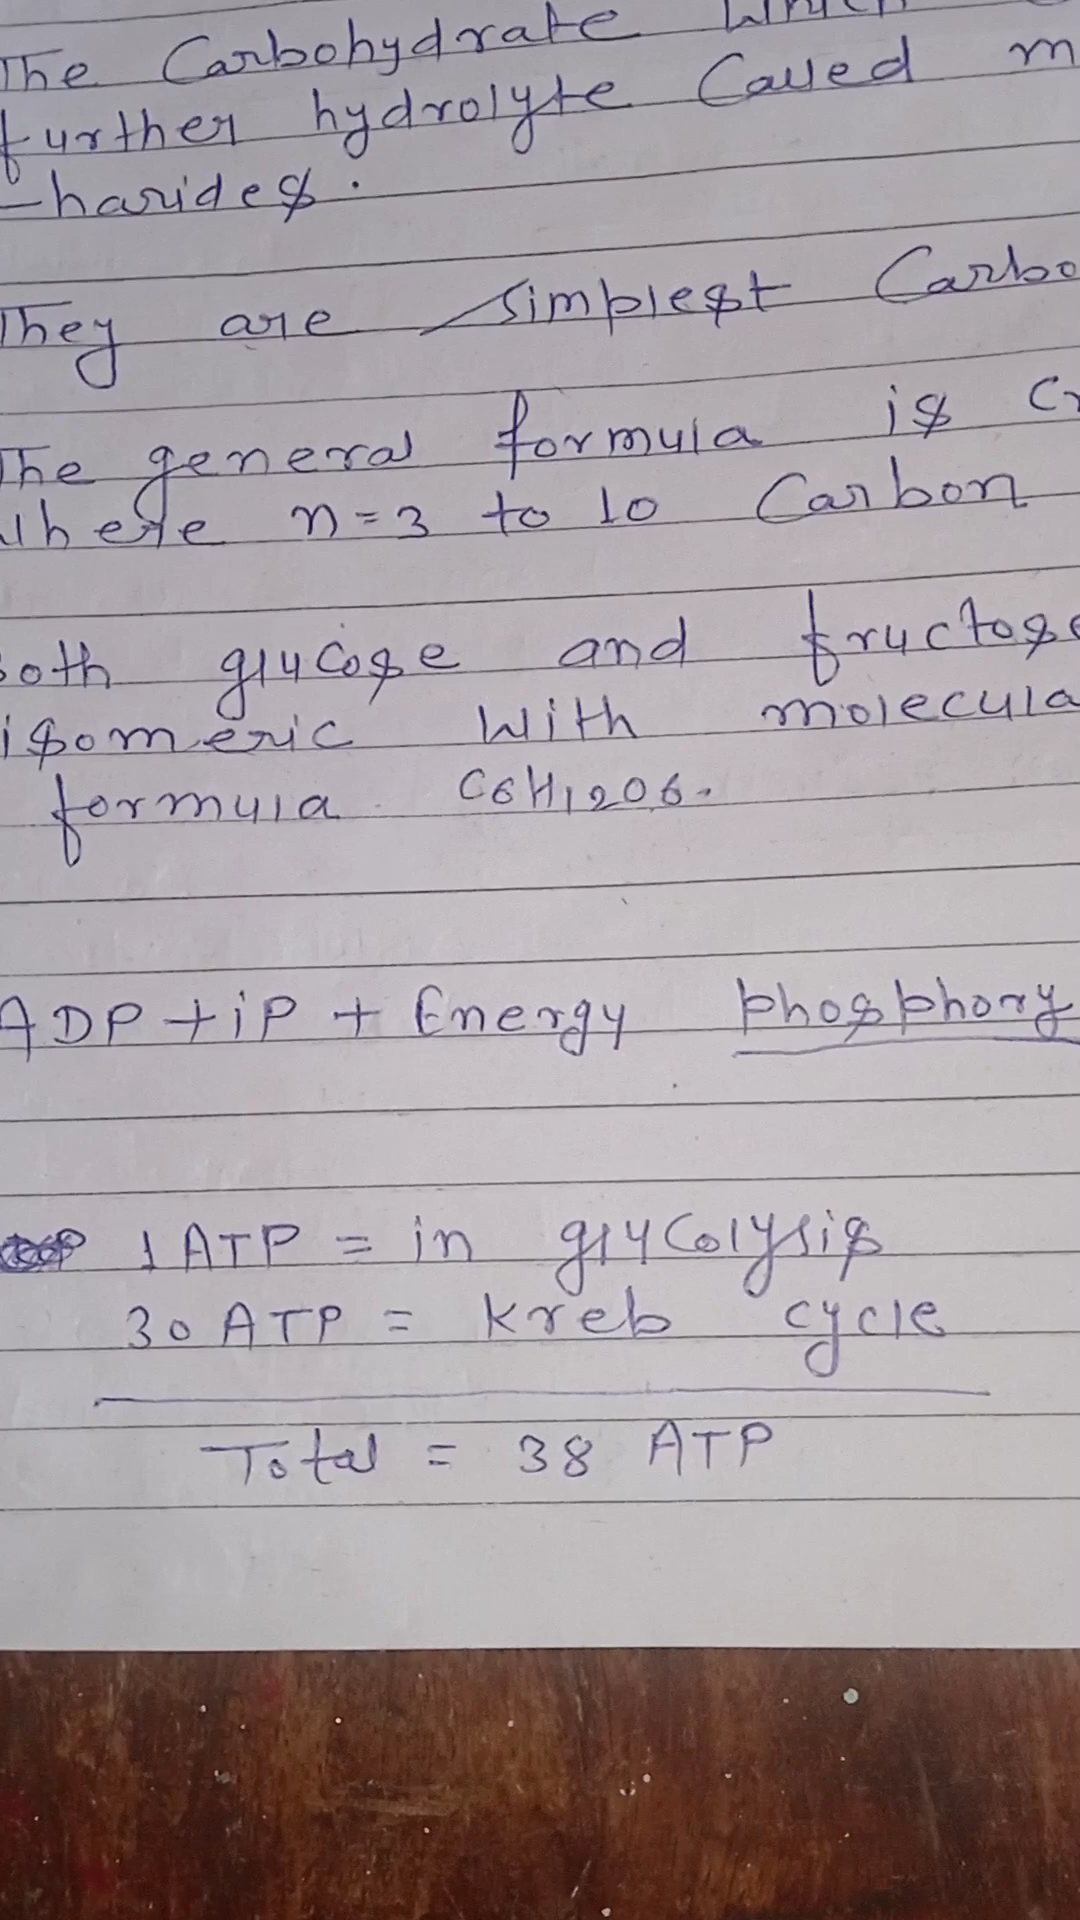 The Carbohydrate Which
further hydrolyte Called m
-harides.
They are simplest Carbo
The general formula is C
Where n=3 to 10 Carbon
Both glucose and fructose
isomeric With molecula
formula C6H12O6.
ADP + iP + Energy phosphory
1 ATP = in glycolysis
30 ATP = Kreb cycle
Total = 38 ATP